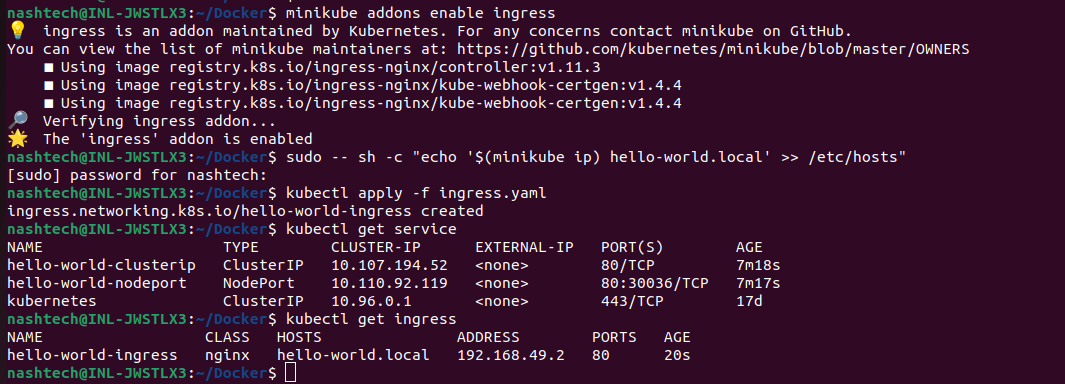 nashtech@INL-JWSTLX3:~/Docker$ minikube addons enable ingress
💡  ingress is an addon maintained by Kubernetes. For any concerns contact minikube on GitHub.
You can view the list of minikube maintainers at: https://github.com/kubernetes/minikube/blob/master/OWNERS
    ■ Using image registry.k8s.io/ingress-nginx/controller:v1.11.3
    ■ Using image registry.k8s.io/ingress-nginx/kube-webhook-certgen:v1.4.4
    ■ Using image registry.k8s.io/ingress-nginx/kube-webhook-certgen:v1.4.4
🔎  Verifying ingress addon...
🌟  The 'ingress' addon is enabled
nashtech@INL-JWSTLX3:~/Docker$ sudo -- sh -c "echo '$(minikube ip) hello-world.local' >> /etc/hosts"
[sudo] password for nashtech:
nashtech@INL-JWSTLX3:~/Docker$ kubectl apply -f ingress.yaml
ingress.networking.k8s.io/hello-world-ingress created
nashtech@INL-JWSTLX3:~/Docker$ kubectl get service
NAME                    TYPE        CLUSTER-IP      EXTERNAL-IP   PORT(S)        AGE
hello-world-clusterip   ClusterIP   10.107.194.52   <none>        80/TCP         7m18s
hello-world-nodeport    NodePort    10.110.92.119   <none>        80:30036/TCP   7m17s
kubernetes              ClusterIP   10.96.0.1       <none>        443/TCP        17d
nashtech@INL-JWSTLX3:~/Docker$ kubectl get ingress
NAME                  CLASS   HOSTS               ADDRESS        PORTS   AGE
hello-world-ingress   nginx   hello-world.local   192.168.49.2   80      20s
nashtech@INL-JWSTLX3:~/Docker$